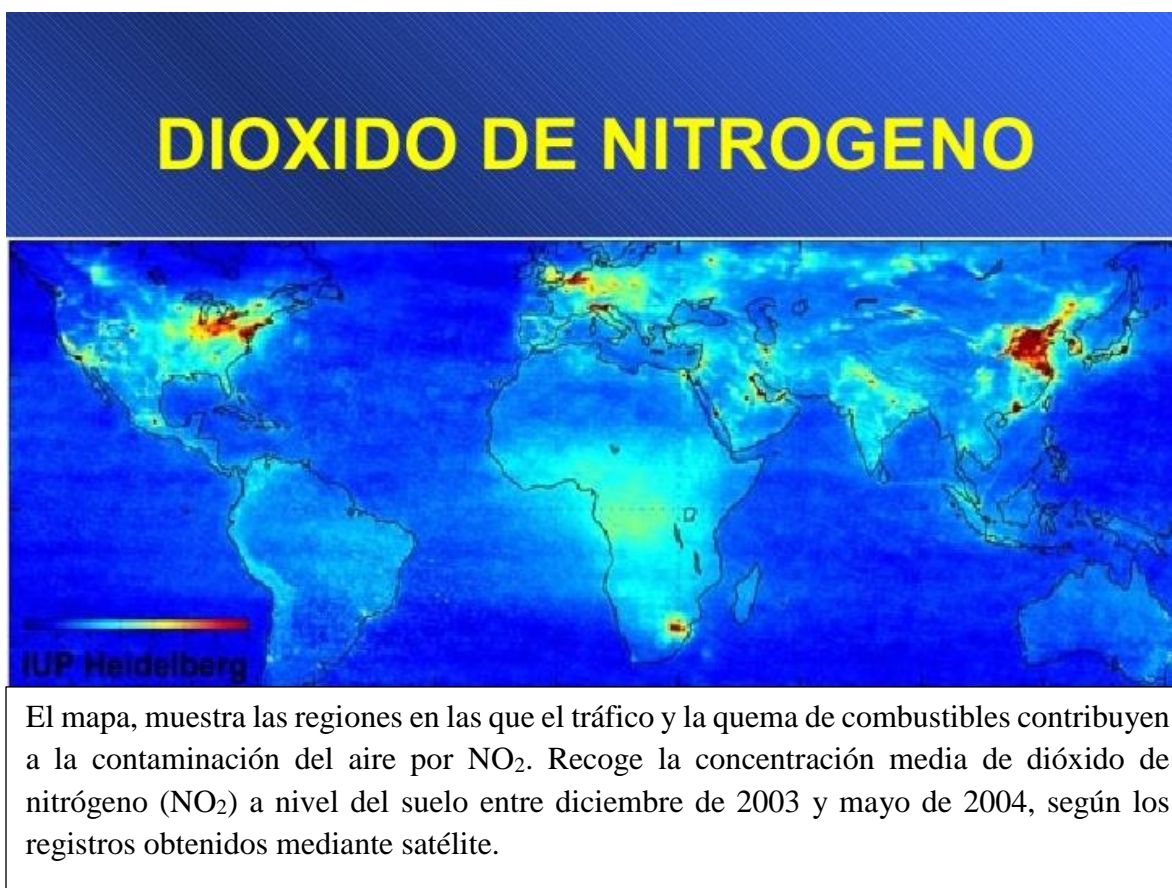 DIOXIDO DE NITROGENO
IUP Heidelberg
El mapa, muestra las regiones en las que el tráfico y la quema de combustibles contribuyen
a la contaminación del aire por NO₂. Recoge la concentración media de dióxido de
nitrógeno (NO₂) a nivel del suelo entre diciembre de 2003 y mayo de 2004, según los
registros obtenidos mediante satélite.